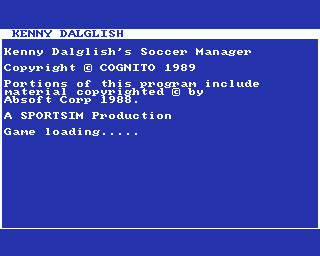 KENNY DALGLISH
Kenny Dalglish's Soccer Manager
Copyright © COGNITO 1989
Portions of this program include
material copyrighted © by
Absoft Corp 1988.
A SPORTSIM Production
Game loading.....